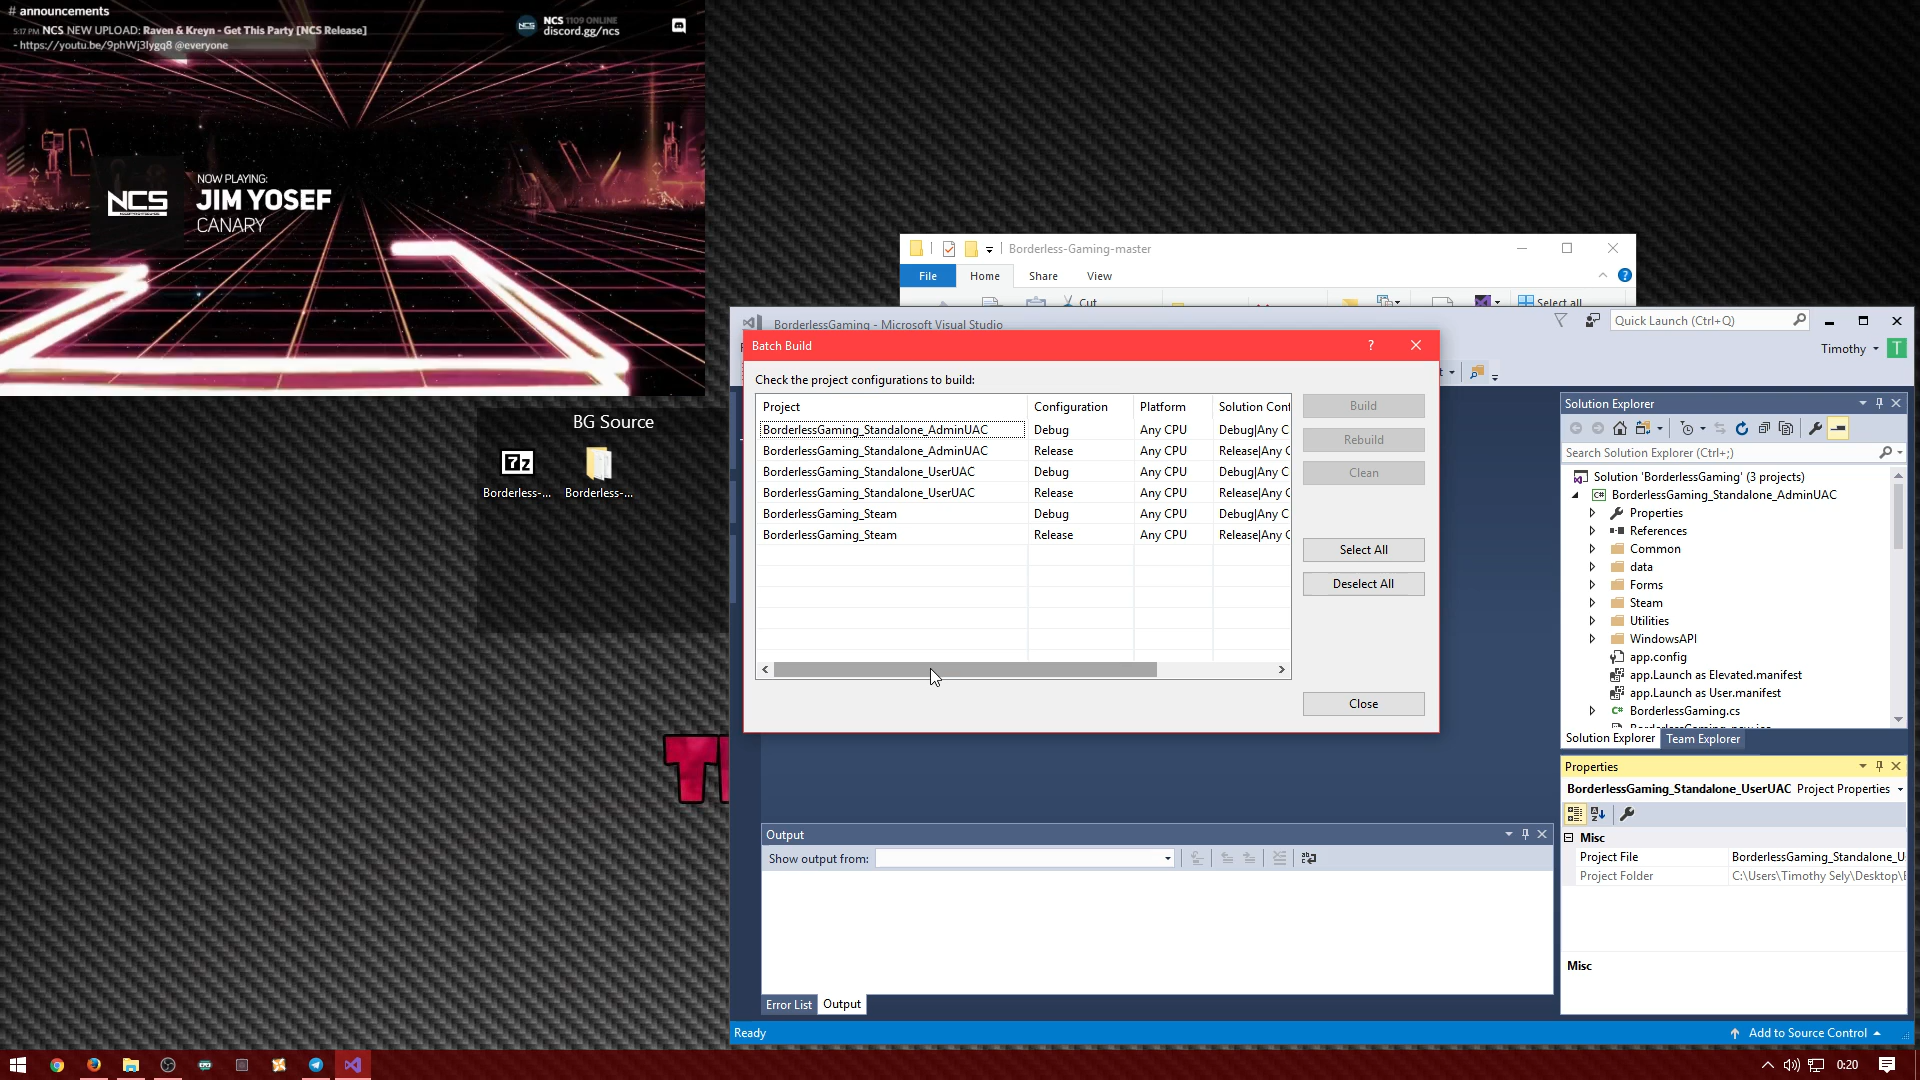 # announcements
5:17 PM NCS NEW UPLOAD: Raven & Kreyn - Get This Party [NCS Release]
- https://youtu.be/9phWj3lygq8 @everyone
NCS 1109 ONLINE
discord.gg/ncs
NCS
NOW PLAYING:
JIM YOSEF
CANARY
BG Source
7z
Borderless-...
Borderless-...
Borderless-Gaming-master
File
Home
Share
View
Cut
Select all
BorderlessGaming - Microsoft Visual Studio
Quick Launch (Ctrl+Q)
Timothy
T
Batch Build
Check the project configurations to build:
Project Configuration Platform Solution Conf
BorderlessGaming_Standalone_AdminUAC Debug Any CPU Debug|Any C
BorderlessGaming_Standalone_AdminUAC Release Any CPU Release|Any C
BorderlessGaming_Standalone_UserUAC Debug Any CPU Debug|Any C
BorderlessGaming_Standalone_UserUAC Release Any CPU Release|Any C
BorderlessGaming_Steam Debug Any CPU Debug|Any C
BorderlessGaming_Steam Release Any CPU Release|Any C
Build
Rebuild
Clean
Select All
Deselect All
Close
Solution Explorer
Search Solution Explorer (Ctrl+;)
Solution 'BorderlessGaming' (3 projects)
C# BorderlessGaming_Standalone_AdminUAC
Properties
References
Common
data
Forms
Steam
Utilities
WindowsAPI
app.config
app.Launch as Elevated.manifest
app.Launch as User.manifest
C# BorderlessGaming.cs
Solution Explorer
Team Explorer
Properties
BorderlessGaming_Standalone_UserUAC Project Properties
Misc
Project File BorderlessGaming_Standalone_U
Project Folder C:\Users\Timothy Sely\Desktop\
Misc
Output
Show output from:
Error List
Output
Ready
Add to Source Control
0:20